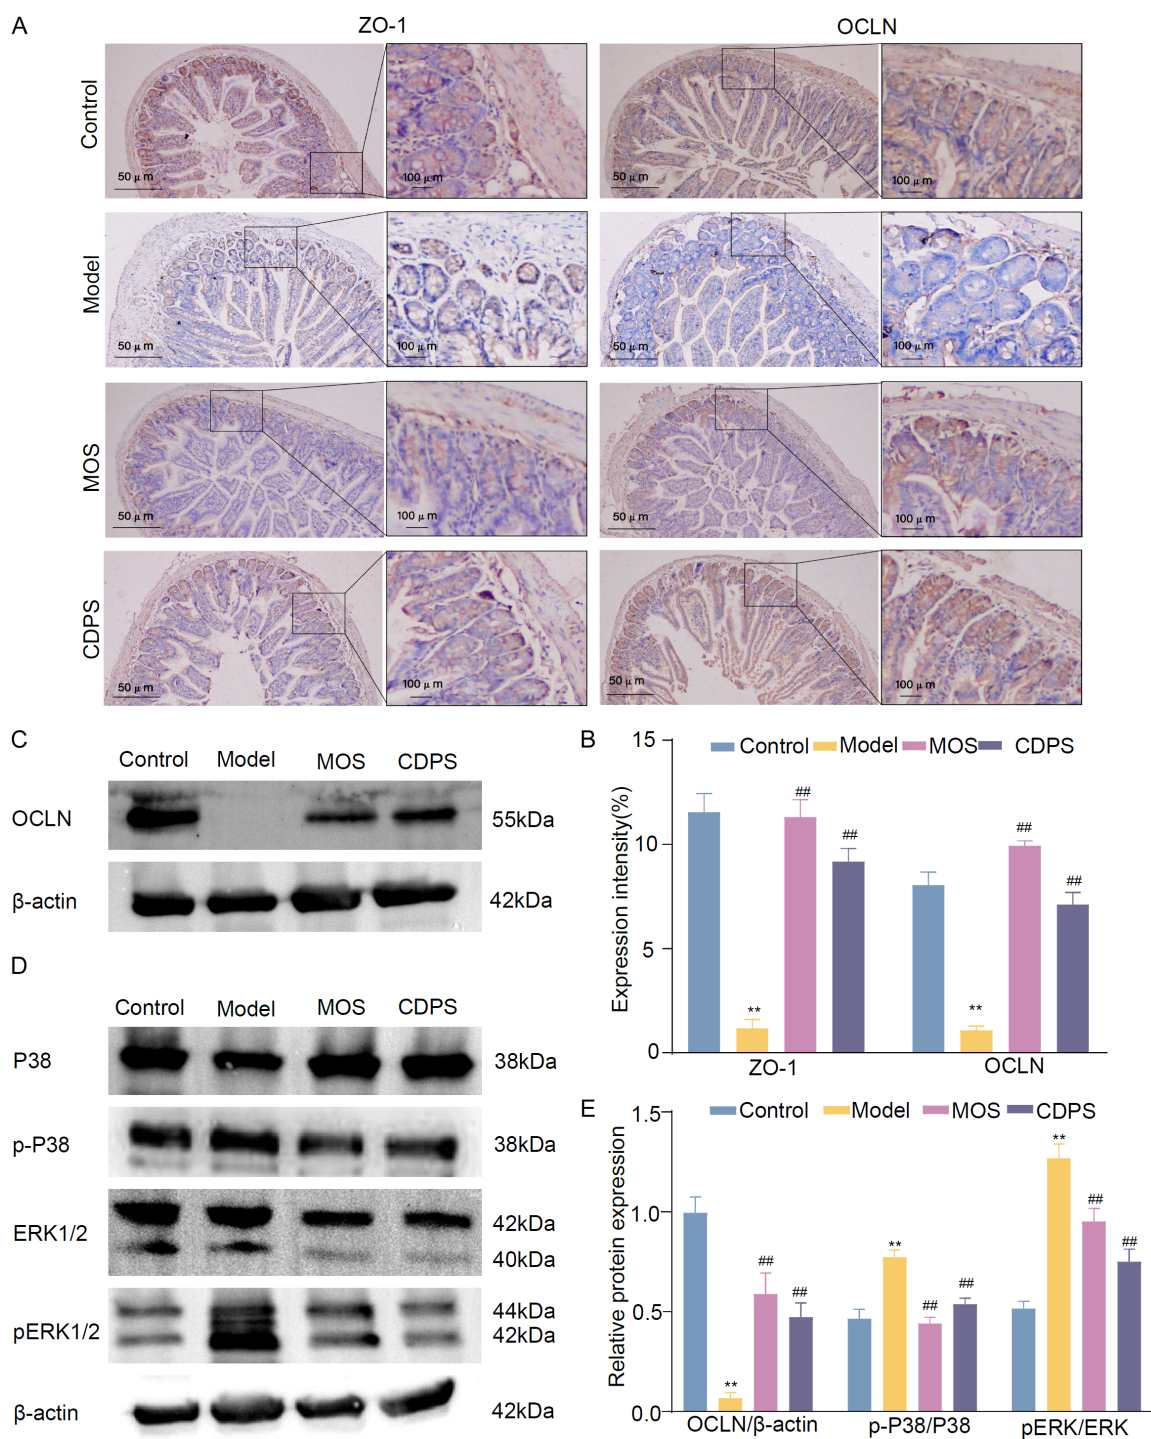 A
ZO-1
OCLN
Control
50 μm
100 μm
50 μm
100 μm
Model
50 μm
100 μm
50 μm
100 μm
MOS
50 μm
100 μm
50 μm
100 μm
CDPS
50 μm
100 μm
50 μm
100 μm
C
Control Model MOS CDPS
OCLN
55kDa
β-actin
42kDa
B
Control Model MOS CDPS
Expression intensity(%)
15
10
5
0
**
##
##
**
##
##
ZO-1
OCLN
D
Control Model MOS CDPS
P38
38kDa
p-P38
38kDa
ERK1/2
42kDa
40kDa
pERK1/2
44kDa
42kDa
β-actin
42kDa
E
Control Model MOS CDPS
Relative protein expression
1.5
1.0
0.5
0.0
**
##
##
**
##
##
**
##
##
OCLN/β-actin
p-P38/P38
pERK/ERK